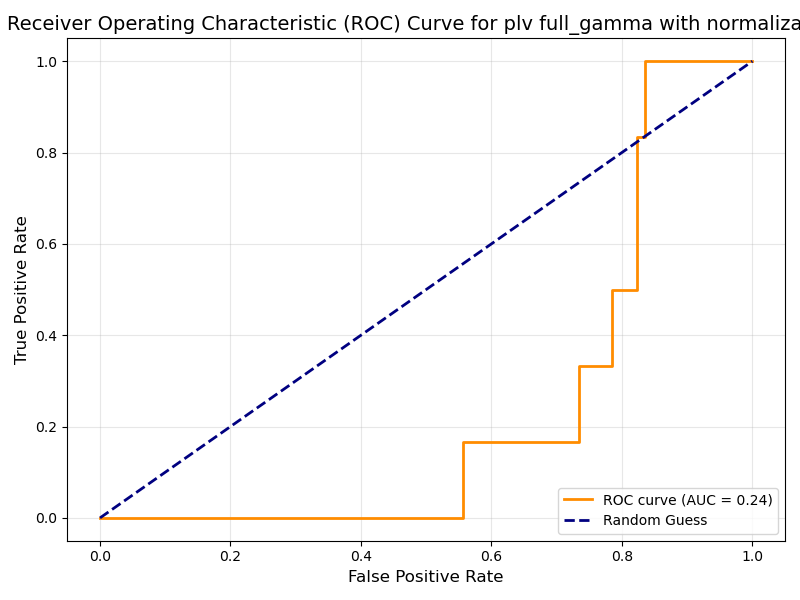 Receiver Operating Characteristic (ROC) Curve for plv full_gamma with normaliza
1.0
0.8
0.6
0.4
0.2
0.0
True Positive Rate
0.0 0.2 0.4 0.6 0.8 1.0
False Positive Rate
ROC curve (AUC = 0.24)
Random Guess